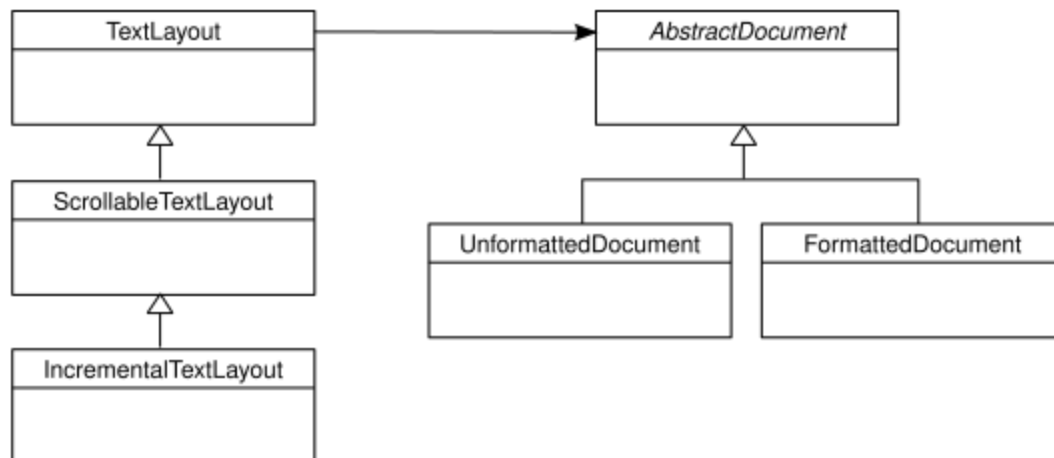 TextLayout
AbstractDocument
ScrollableTextLayout
UnformattedDocument
FormattedDocument
IncrementalTextLayout